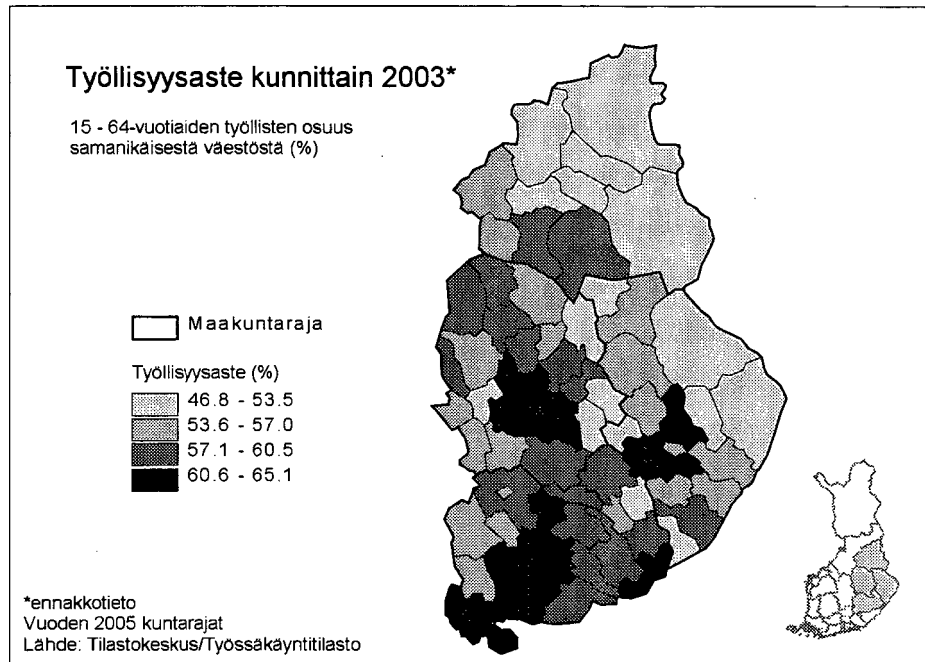 Työllisyysaste kunnittain 2003*
15 - 64-vuotiaiden työllisten osuus
samanikäisestä väestöstä (%)
Maakuntaraja
Työllisyysaste (%)
46.8 - 53.5
53.6 - 57.0
57.1 - 60.5
60.6 - 65.1
*ennakkotieto
Vuoden 2005 kuntarajat
Lähde: Tilastokeskus/Työssäkäyntitilasto